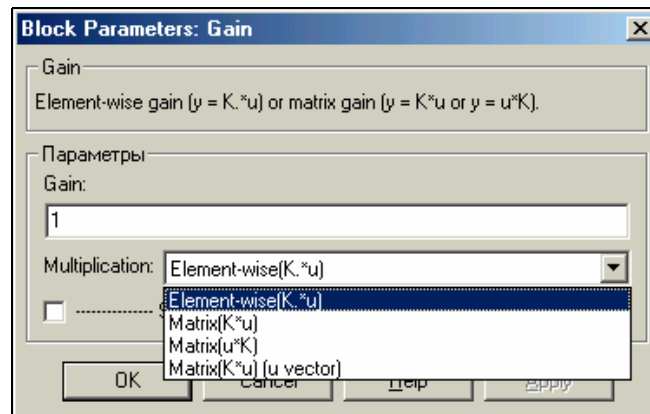 Block Parameters: Gain
Gain
Element-wise gain (y = K.*u) or matrix gain (y = K*u or y = u*K).
Параметры
Gain:
1
Multiplication: Element-wise(K.*u)
Element-wise(K.*u)
--------------
Matrix(K*u)
Matrix(u*K)
Matrix(K*u) (u vector)
OK Cancel Help Apply